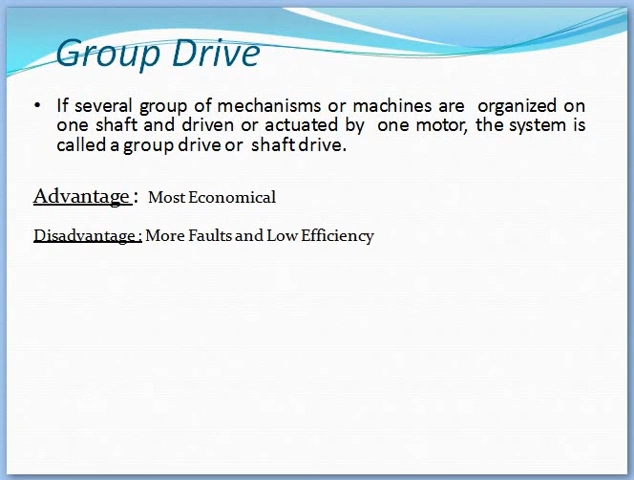 Group Drive
• If several group of mechanisms or machines are organized on
one shaft and driven or actuated by one motor, the system is
called a group drive or shaft drive.
Advantage : Most Economical
Disadvantage : More Faults and Low Efficiency